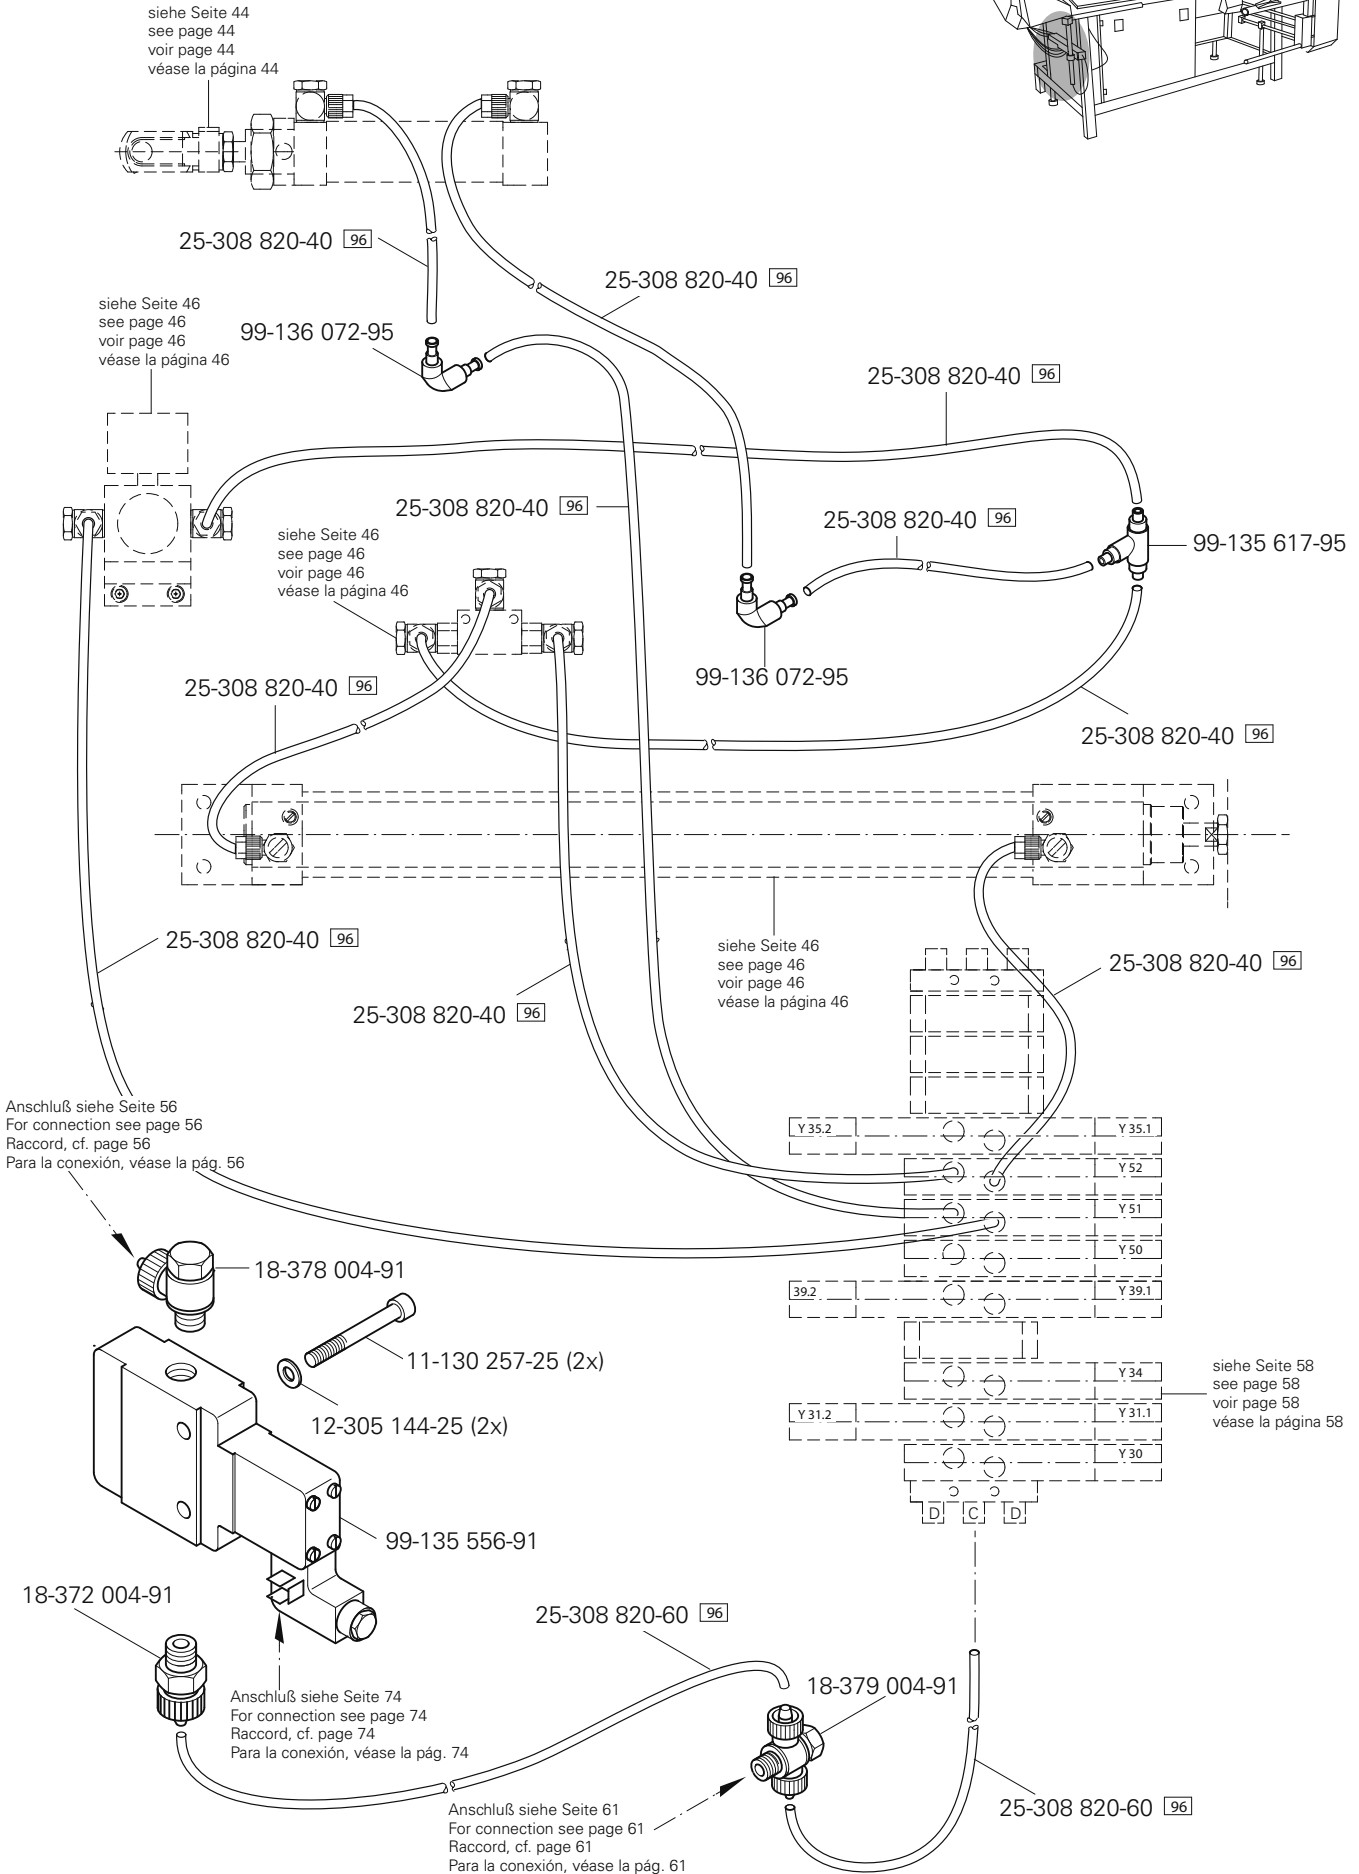 siehe Seite 44
see page 44
voir page 44
véase la página 44
25-308 820-40 96
25-308 820-40 96
siehe Seite 46
see page 46
voir page 46
véase la página 46
99-136 072-95
25-308 820-40 96
25-308 820-40 96
25-308 820-40 96
99-135 617-95
siehe Seite 46
see page 46
voir page 46
véase la página 46
99-136 072-95
25-308 820-40 96
25-308 820-40 96
25-308 820-40 96
siehe Seite 46
see page 46
voir page 46
véase la página 46
25-308 820-40 96
25-308 820-40 96
Anschluß siehe Seite 56
For connection see page 56
Raccord, cf. page 56
Para la conexión, véase la pág. 56
Y 35.2
Y 35.1
Y 52
Y 51
Y 50
39.2
Y 39.1
Y 34
Y 31.2
Y 31.1
Y 30
D C D
siehe Seite 58
see page 58
voir page 58
véase la página 58
18-378 004-91
11-130 257-25 (2x)
12-305 144-25 (2x)
99-135 556-91
18-372 004-91
25-308 820-60 96
18-379 004-91
Anschluß siehe Seite 74
For connection see page 74
Raccord, cf. page 74
Para la conexión, véase la pág. 74
25-308 820-60 96
Anschluß siehe Seite 61
For connection see page 61
Raccord, cf. page 61
Para la conexión, véase la pág. 61